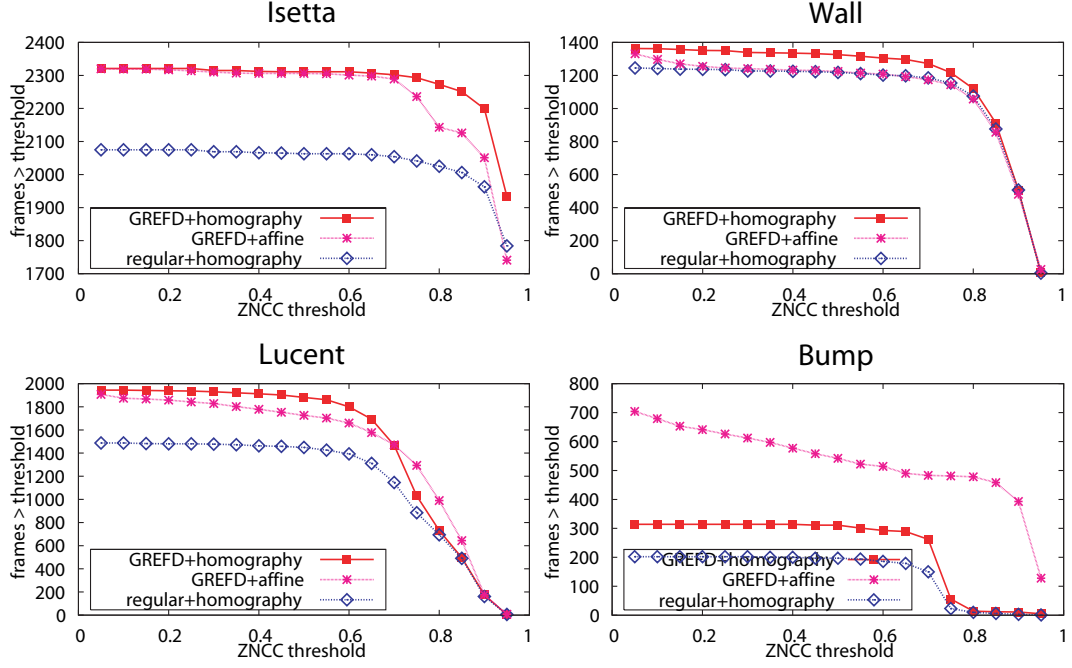 Isetta
2400
2300
2200
2100
2000
1900
1800
1700
frames > threshold
GREFD+homography
GREFD+affine
regular+homography
0 0.2 0.4 0.6 0.8 1
ZNCC threshold
Wall
1400
1200
1000
800
600
400
200
0
frames > threshold
GREFD+homography
GREFD+affine
regular+homography
0 0.2 0.4 0.6 0.8 1
ZNCC threshold
Lucent
2000
1800
1600
1400
1200
1000
800
600
400
200
0
frames > threshold
GREFD+homography
GREFD+affine
regular+homography
0 0.2 0.4 0.6 0.8 1
ZNCC threshold
Bump
800
700
600
500
400
300
200
100
0
frames > threshold
GREFD+homography
GREFD+affine
regular+homography
0 0.2 0.4 0.6 0.8 1
ZNCC threshold